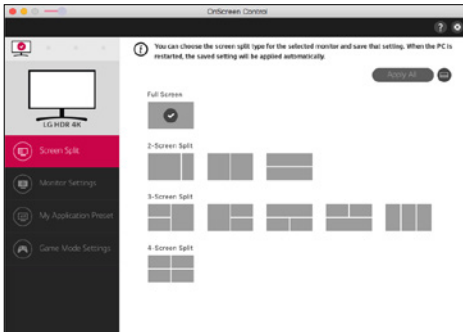 OnScreen Control
?
You can choose the screen split type for the selected monitor and save that setting. When the PC is
restarted, the saved setting will be applied automatically.
Apply All
LG HDR 4K
Full Screen
Screen Split
2-Screen Split
Monitor Settings
3-Screen Split
My Application Preset
Game Mode Settings
4-Screen Split